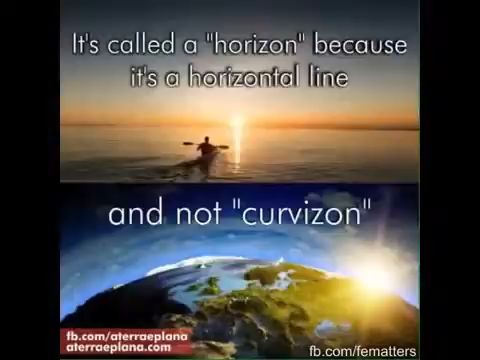 It's called a "horizon" because
it's a horizontal line
and not "curvizon"
fb.com/aterraeplana
aterraeplana.com
fb.com/fematters